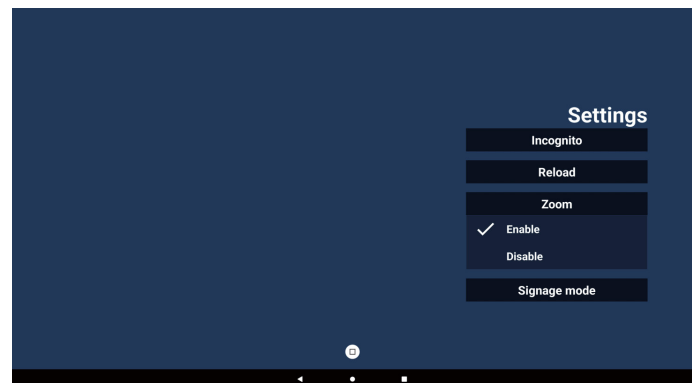 Settings
Incognito
Reload
Zoom
Enable
Disable
Signage mode